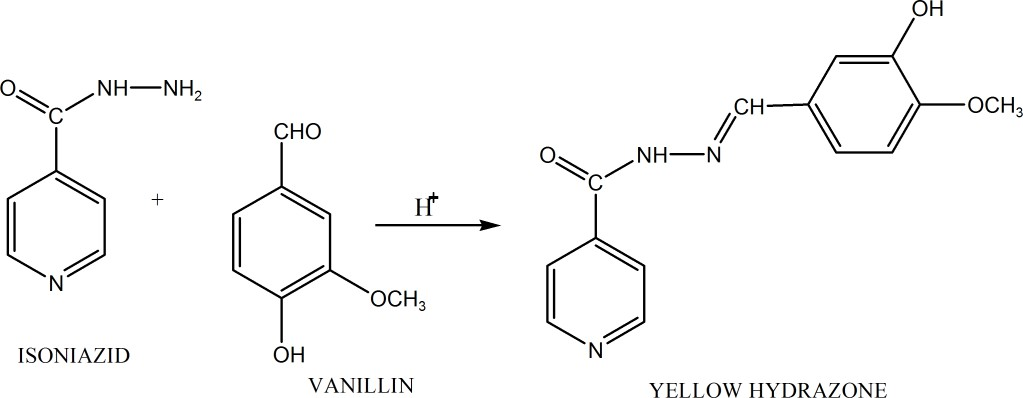 OH
O
NH
NH₂
C
CHO
CH
OCH₃
NH
N
O
C
+
H⁺
N
OCH₃
OH
N
ISONIAZID
VANILLIN
YELLOW HYDRAZONE